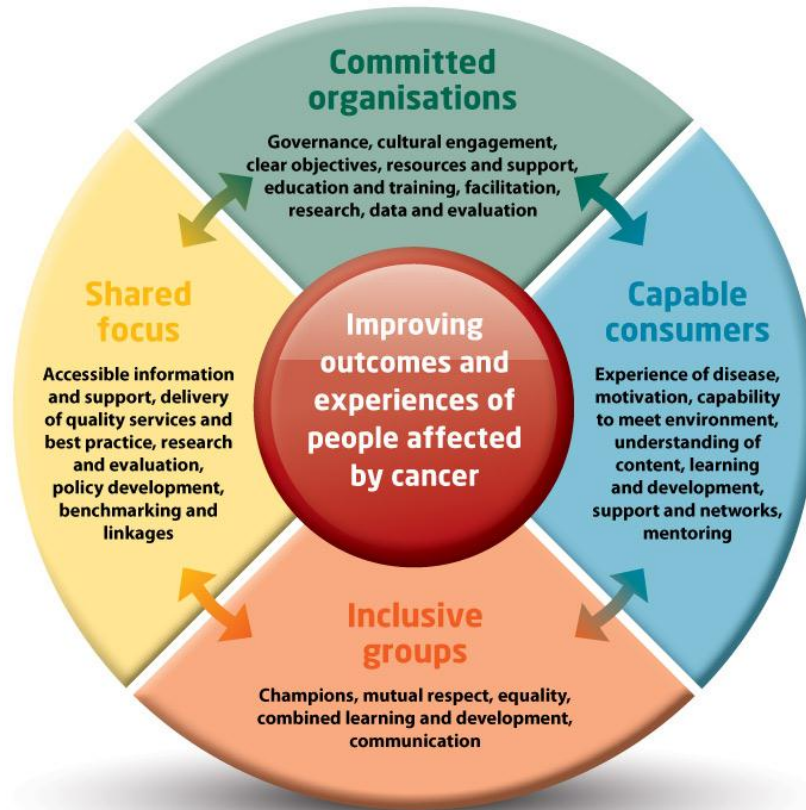 Committed
organisations
Governance, cultural engagement,
clear objectives, resources and support,
education and training, facilitation,
research, data and evaluation
Shared
focus
Accessible information
and support, delivery
of quality services and
best practice, research
and evaluation,
policy development,
benchmarking and
linkages
Improving
outcomes and
experiences of
people affected
by cancer
Capable
consumers
Experience of disease,
motivation, capability
to meet environment,
understanding of
content, learning
and development,
support and networks,
mentoring
Inclusive
groups
Champions, mutual respect, equality,
combined learning and development,
communication